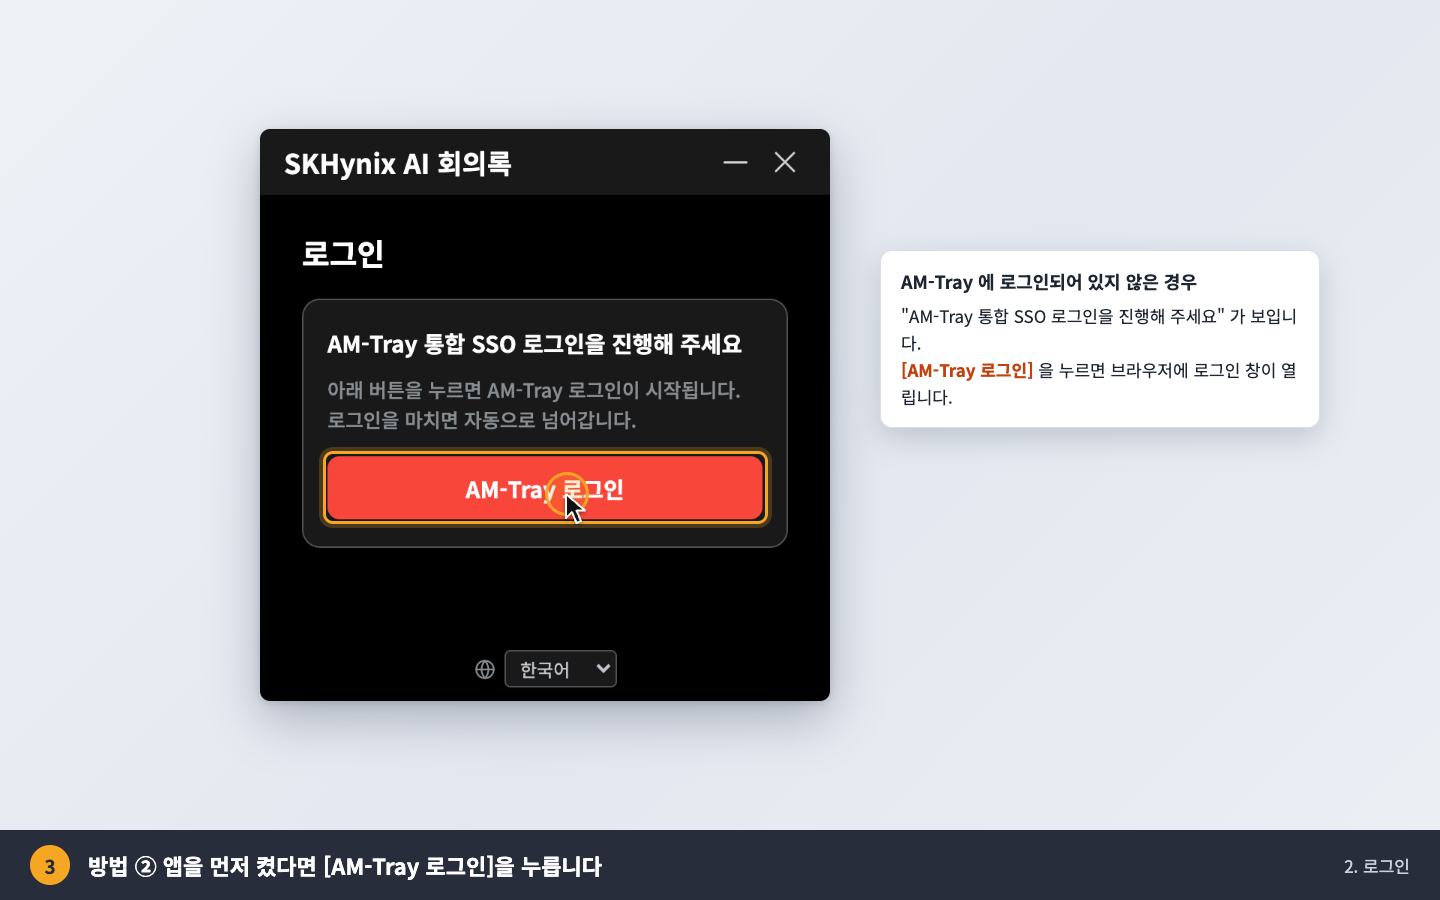 SKHynix AI 회의록
로그인
AM-Tray 통합 SSO 로그인을 진행해 주세요
아래 버튼을 누르면 AM-Tray 로그인이 시작됩니다.
로그인을 마치면 자동으로 넘어갑니다.
AM-Tray 로그인
한국어
AM-Tray 에 로그인되어 있지 않은 경우
"AM-Tray 통합 SSO 로그인을 진행해 주세요" 가 보입니
다.
[AM-Tray 로그인] 을 누르면 브라우저에 로그인 창이 열
립니다.
3 방법 ② 앱을 먼저 켰다면 [AM-Tray 로그인]을 누릅니다
2. 로그인